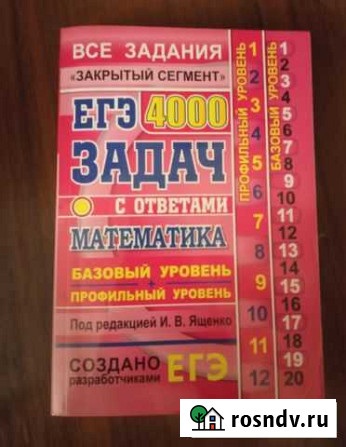 ВСЕ ЗАДАНИЯ
«ЗАКРЫТЫЙ СЕГМЕНТ»
ЕГЭ 4000
ЗАДАЧ
С ОТВЕТАМИ
МАТЕМАТИКА
БАЗОВЫЙ УРОВЕНЬ
+
ПРОФИЛЬНЫЙ УРОВЕНЬ
Под редакцией И. В. Ященко
СОЗДАНО
разработчиками ЕГЭ
ПРОФИЛЬНЫЙ УРОВЕНЬ
1
2
3
4
5
6
7
8
9
10
11
12
БАЗОВЫЙ УРОВЕНЬ
1
2
3
4
5
6
7
8
9
10
11
12
13
14
15
16
17
18
19
20
rosndv.ru